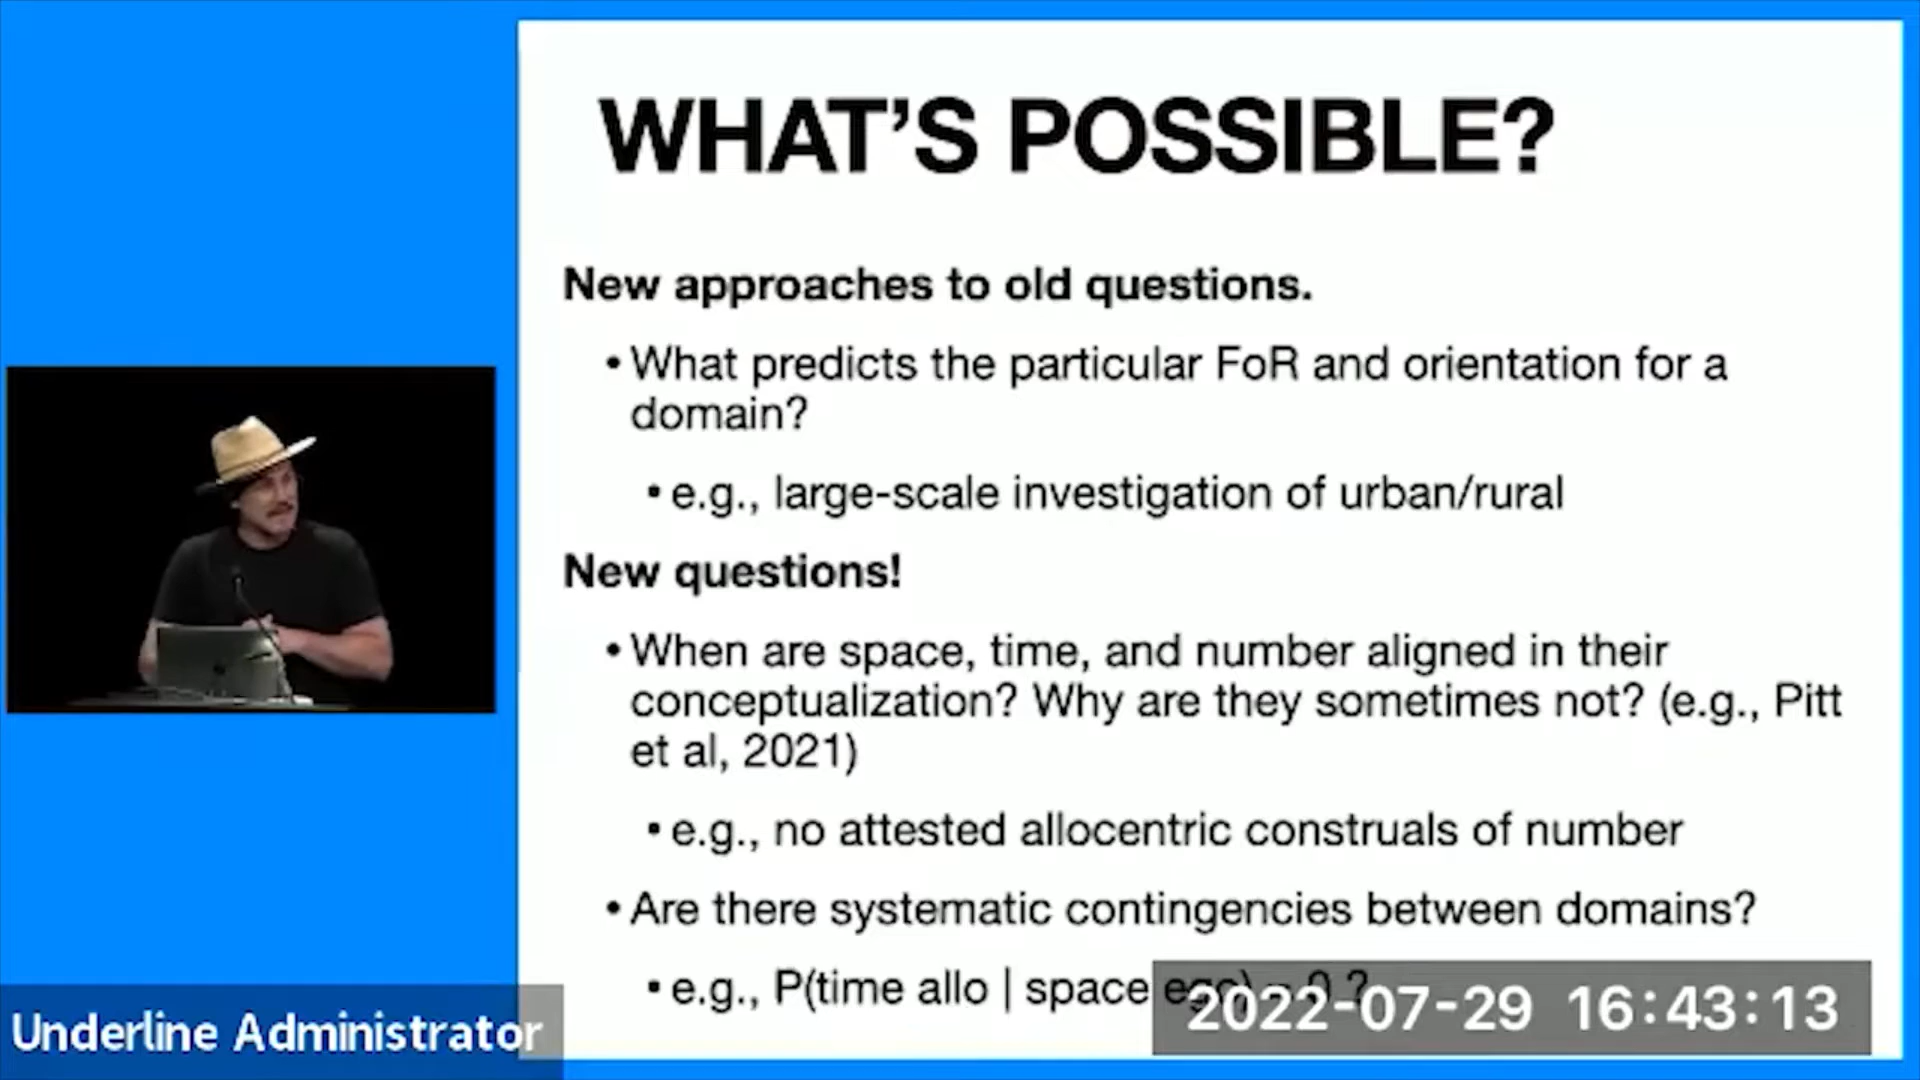 WHAT'S POSSIBLE?
New approaches to old questions.
• What predicts the particular FoR and orientation for a
domain?
• e.g., large-scale investigation of urban/rural
New questions!
• When are space, time, and number aligned in their
conceptualization? Why are they sometimes not? (e.g., Pitt
et al, 2021)
• e.g., no attested allocentric construals of number
• Are there systematic contingencies between domains?
• e.g., P(time allo | space
2022-07-29 16:43:13
Underline Administrator